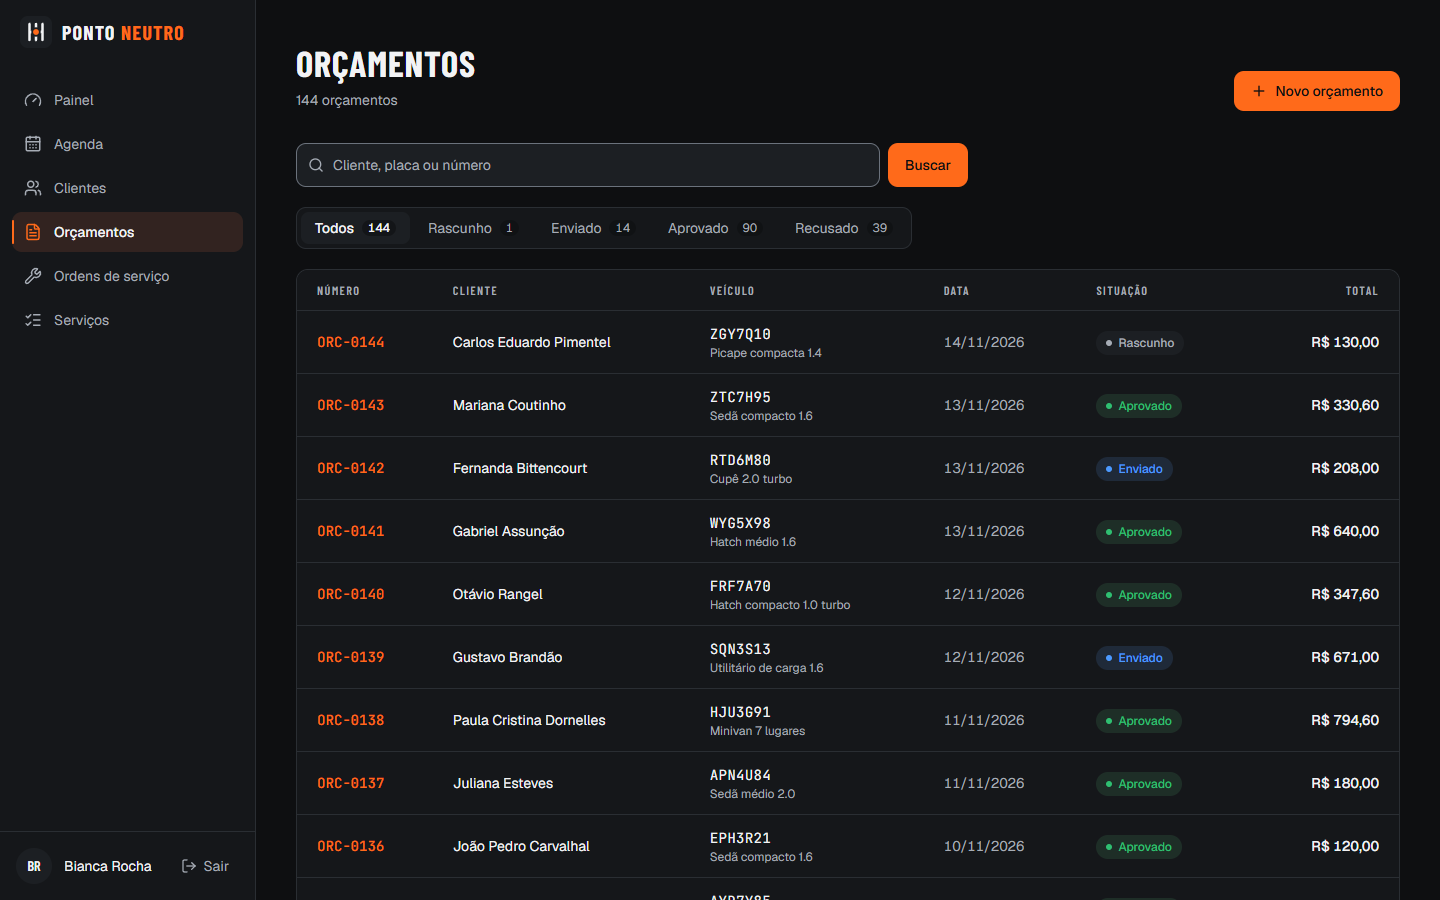 PONTO NEUTRO
Painel
Agenda
Clientes
Orçamentos
Ordens de serviço
Serviços
BR Bianca Rocha Sair
ORÇAMENTOS
144 orçamentos
Novo orçamento
Cliente, placa ou número
Buscar
Todos 144 Rascunho 1 Enviado 14 Aprovado 90 Recusado 39
NÚMERO CLIENTE VEÍCULO DATA SITUAÇÃO TOTAL
ORC-0144 Carlos Eduardo Pimentel ZGY7Q10 14/11/2026 Rascunho R$ 130,00
Picape compacta 1.4
ORC-0143 Mariana Coutinho ZTC7H95 13/11/2026 Aprovado R$ 330,60
Sedã compacto 1.6
ORC-0142 Fernanda Bittencourt RTD6M80 13/11/2026 Enviado R$ 208,00
Cupê 2.0 turbo
ORC-0141 Gabriel Assunção WYG5X98 13/11/2026 Aprovado R$ 640,00
Hatch médio 1.6
ORC-0140 Otávio Rangel FRF7A70 12/11/2026 Aprovado R$ 347,60
Hatch compacto 1.0 turbo
ORC-0139 Gustavo Brandão SQN3S13 12/11/2026 Enviado R$ 671,00
Utilitário de carga 1.6
ORC-0138 Paula Cristina Dornelles HJU3G91 11/11/2026 Aprovado R$ 794,60
Minivan 7 lugares
ORC-0137 Juliana Esteves APN4U84 11/11/2026 Aprovado R$ 180,00
Sedã médio 2.0
ORC-0136 João Pedro Carvalhal EPH3R21 10/11/2026 Aprovado R$ 120,00
Sedã compacto 1.6